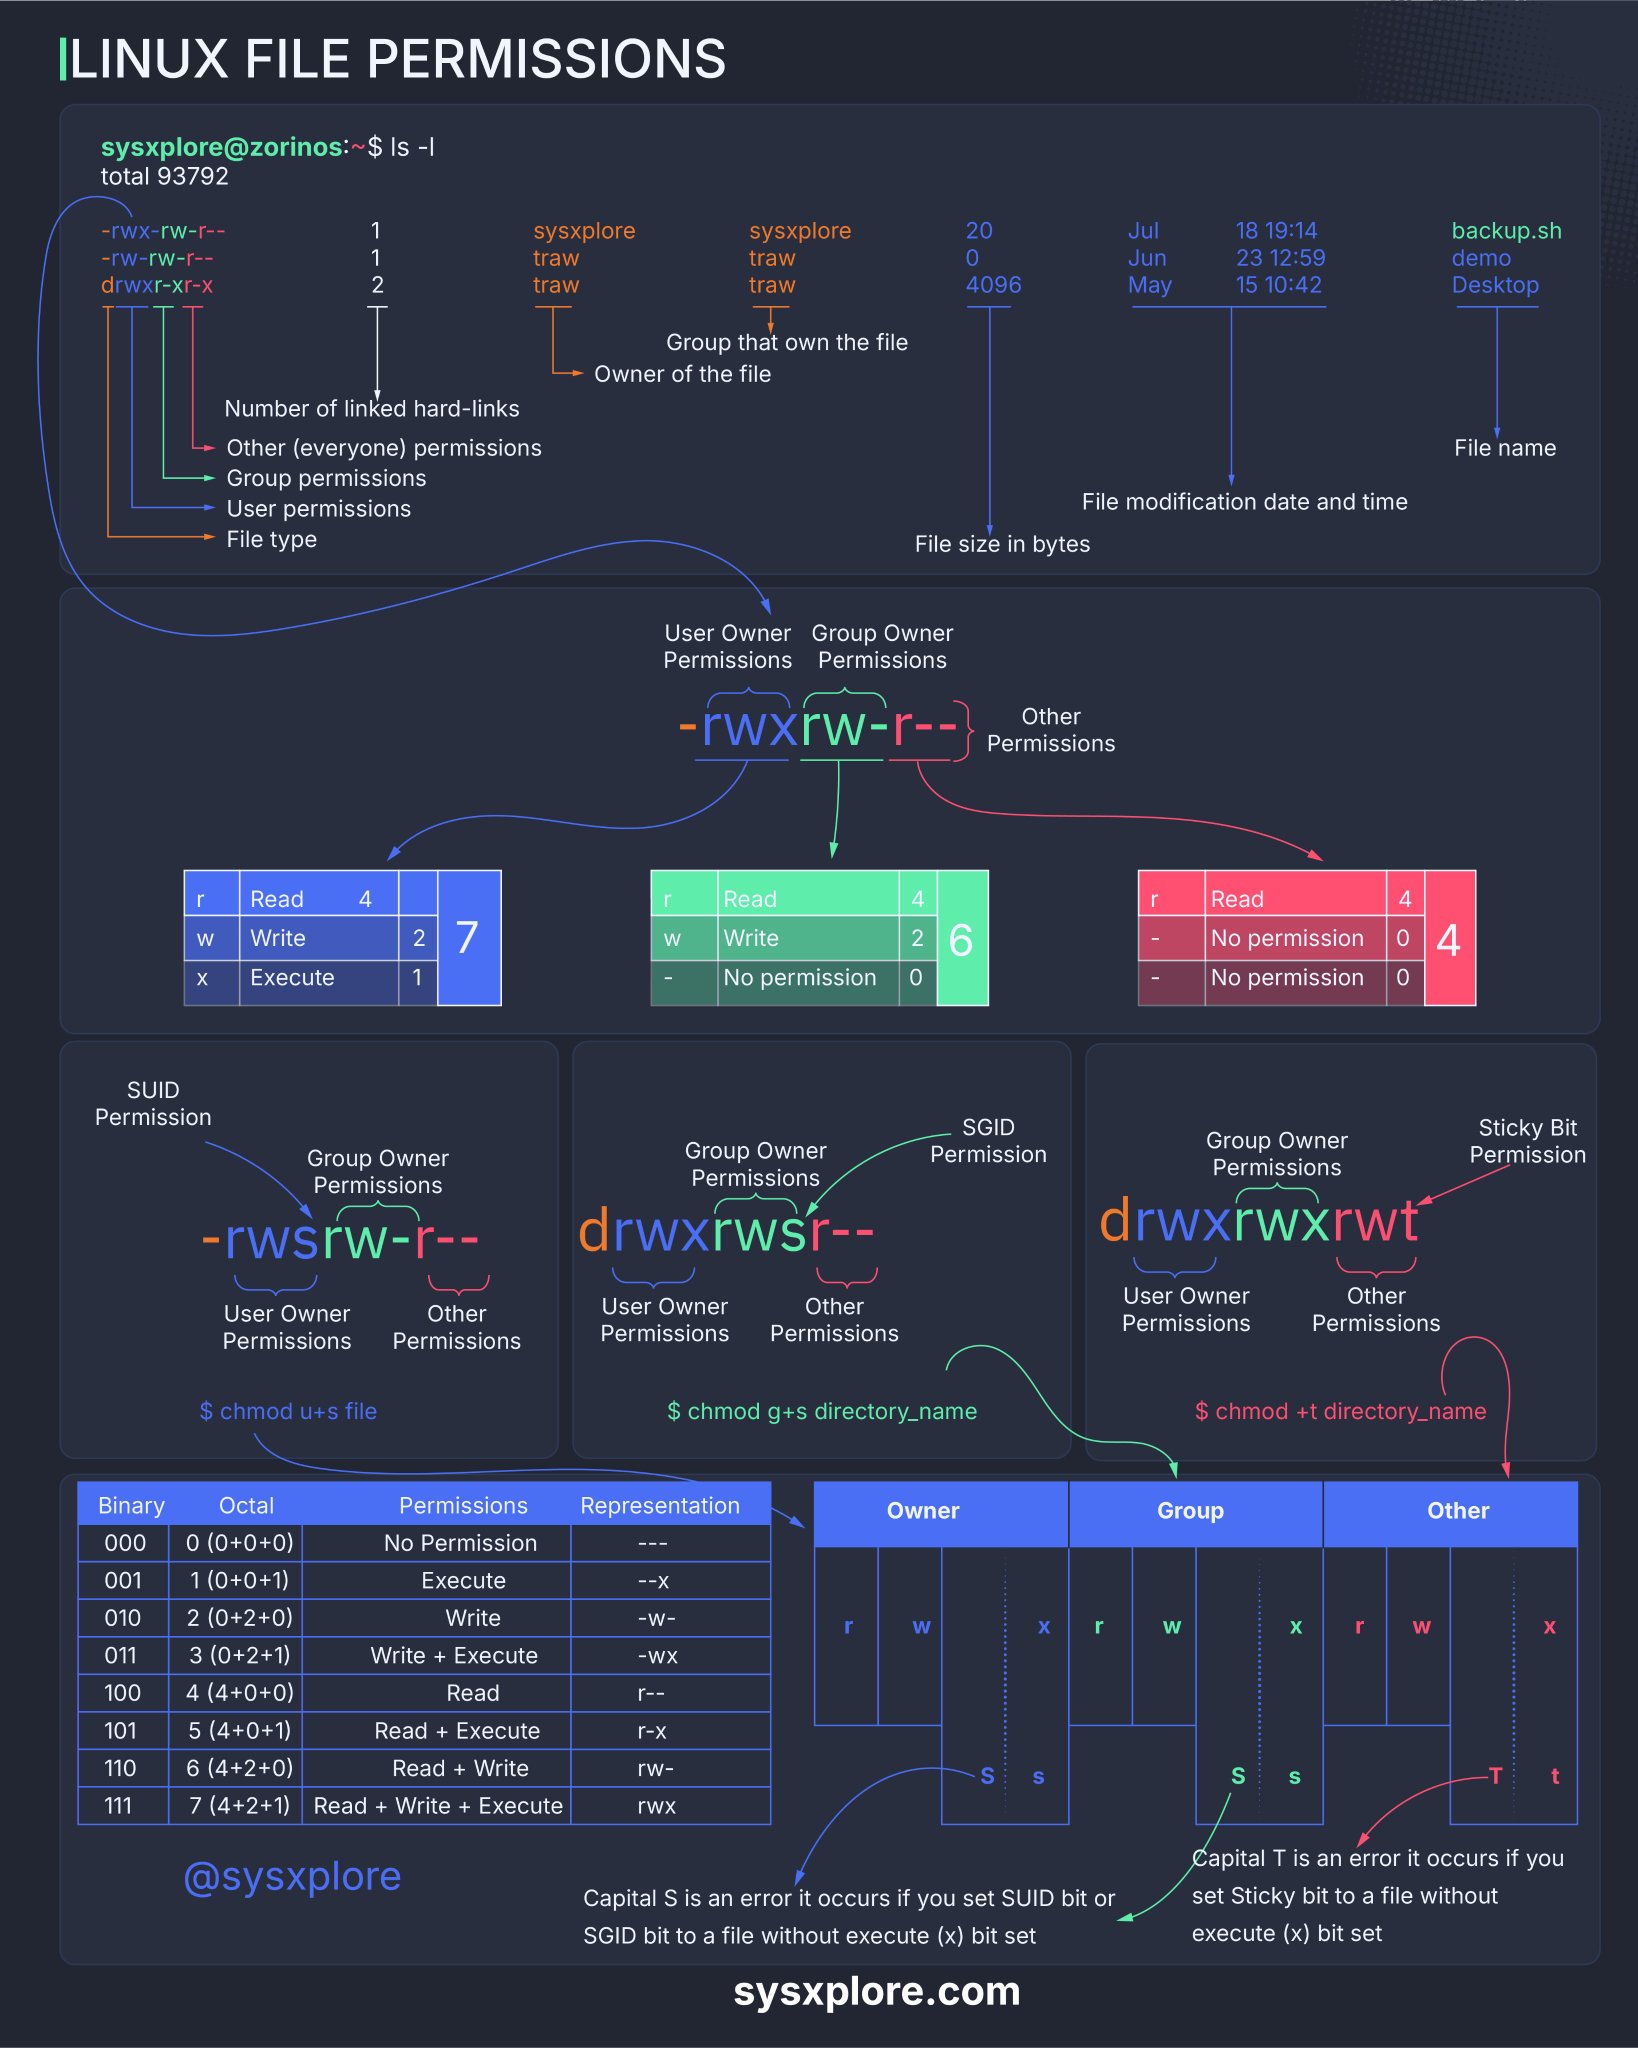 LINUX FILE PERMISSIONS
sysxplore@zorinos:~$ ls -l
total 93792
-rwx-rw-r-- 1 sysxplore sysxplore 20 Jul 18 19:14 backup.sh
-rw-rw-r-- 1 traw traw 0 Jun 23 12:59 demo
drwxr-xr-x 2 traw traw 4096 May 15 10:42 Desktop
Group that own the file
Owner of the file
Number of linked hard-links
Other (everyone) permissions
File name
Group permissions
User permissions
File modification date and time
File type
File size in bytes
User Owner
Permissions
Group Owner
Permissions
-rwxrw-r--
Other
Permissions
r Read 4
w Write 2
x Execute 1
7
r Read 4
w Write 2
- No permission 0
6
r Read 4
- No permission 0
- No permission 0
4
SUID
Permission
Group Owner
Permissions
-rwsrw-r--
User Owner
Permissions
Other
Permissions
$ chmod u+s file
SGID
Permission
Group Owner
Permissions
drwxrwsr--
User Owner
Permissions
Other
Permissions
$ chmod g+s directory_name
Sticky Bit
Permission
Group Owner
Permissions
drwxrwxrwt
User Owner
Permissions
Other
Permissions
$ chmod +t directory_name
Binary Octal Permissions Representation
000 0 (0+0+0) No Permission ---
001 1 (0+0+1) Execute --x
010 2 (0+2+0) Write -w-
011 3 (0+2+1) Write + Execute -wx
100 4 (4+0+0) Read r--
101 5 (4+0+1) Read + Execute r-x
110 6 (4+2+0) Read + Write rw-
111 7 (4+2+1) Read + Write + Execute rwx
Owner Group Other
r w x r w x r w x
S s S s T t
@sysxplore
Capital S is an error it occurs if you set SUID bit or
SGID bit to a file without execute (x) bit set
Capital T is an error it occurs if you
set Sticky bit to a file without
execute (x) bit set
sysxplore.com